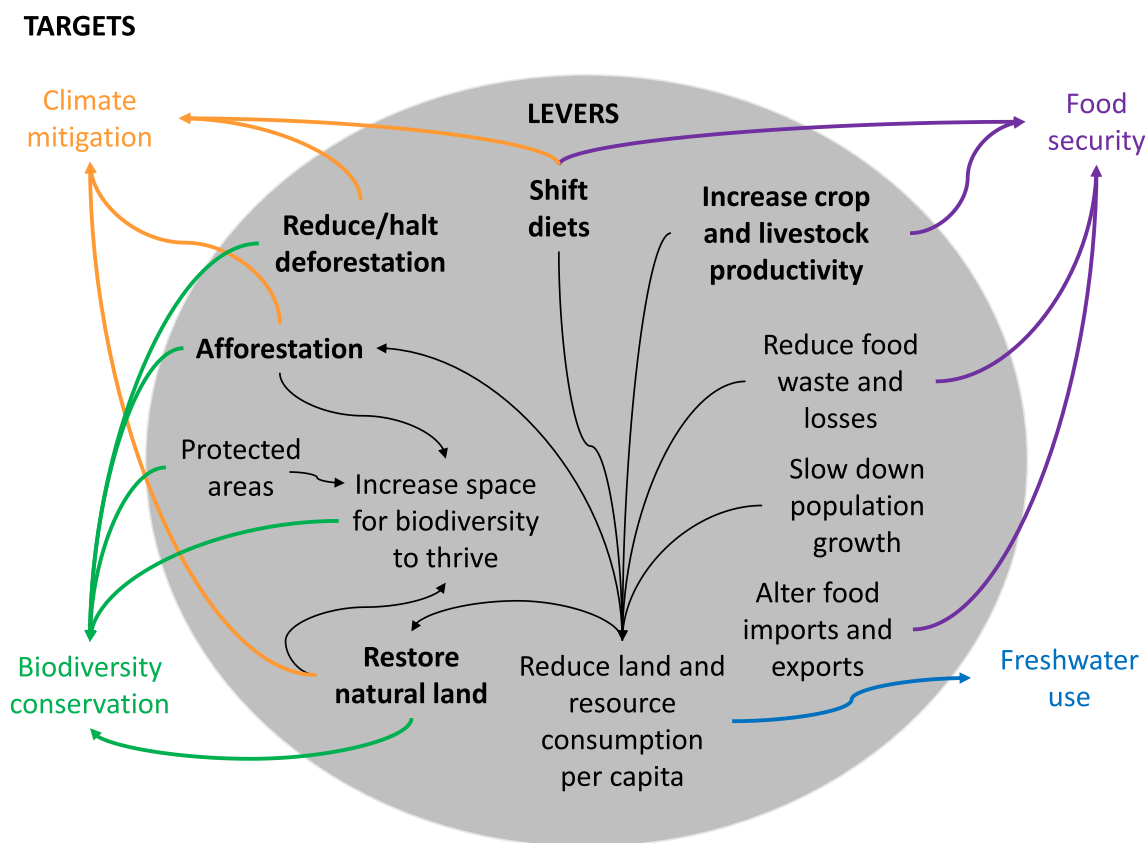 TARGETS
Climate
mitigation
LEVERS
Food
security
Shift
diets
Increase crop
and livestock
productivity
Reduce/halt
deforestation
Afforestation
Reduce food
waste and
losses
Protected
areas
Increase space
for biodiversity
to thrive
Slow down
population
growth
Alter food
imports and
exports
Restore
natural land
Reduce land and
resource
consumption
per capita
Biodiversity
conservation
Freshwater
use